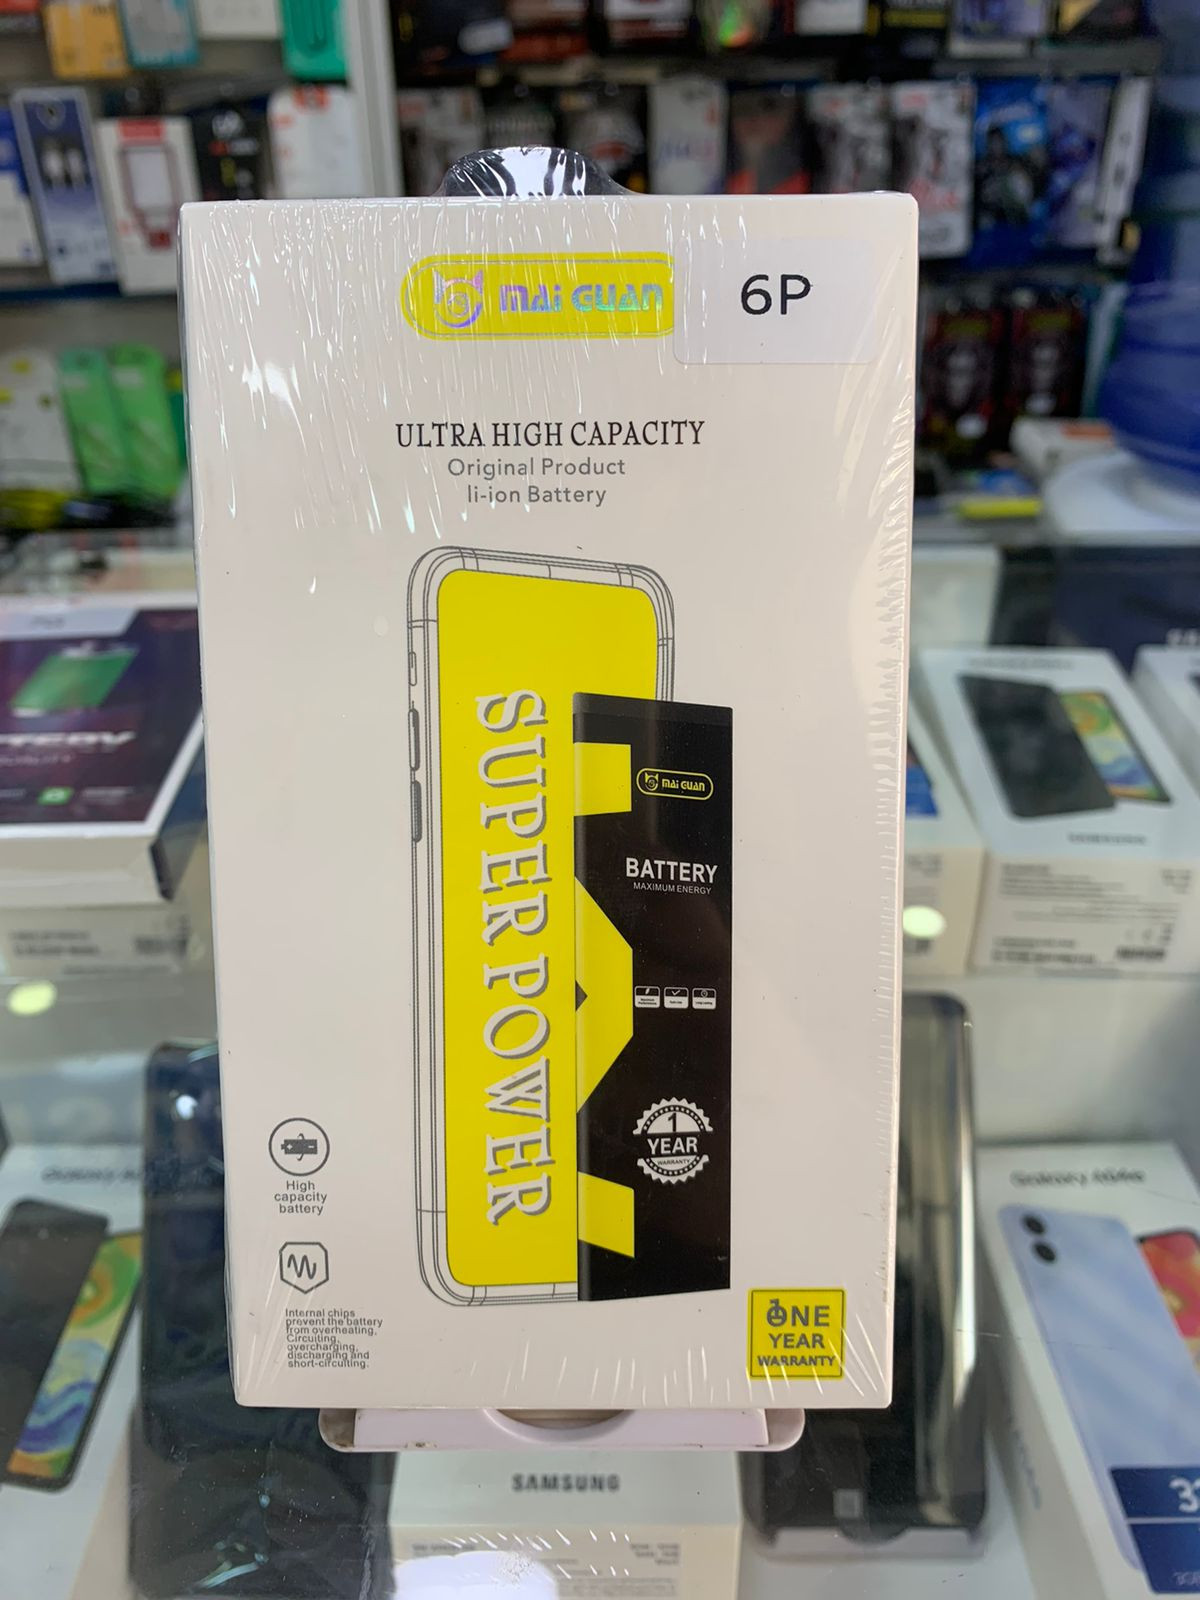 mai Guan
6P
ULTRA HIGH CAPACITY
Original Product
li-ion Battery
SUPER POWER
mai Guan
BATTERY
MAXIMUM ENERGY
1
YEAR
WARRANTY
High
capacity
battery
Internal chips
prevent the battery
from overheating,
Circuiting,
overcharging,
discharging and
short-circuiting.
ONE
YEAR
WARRANTY
SAMSUNG